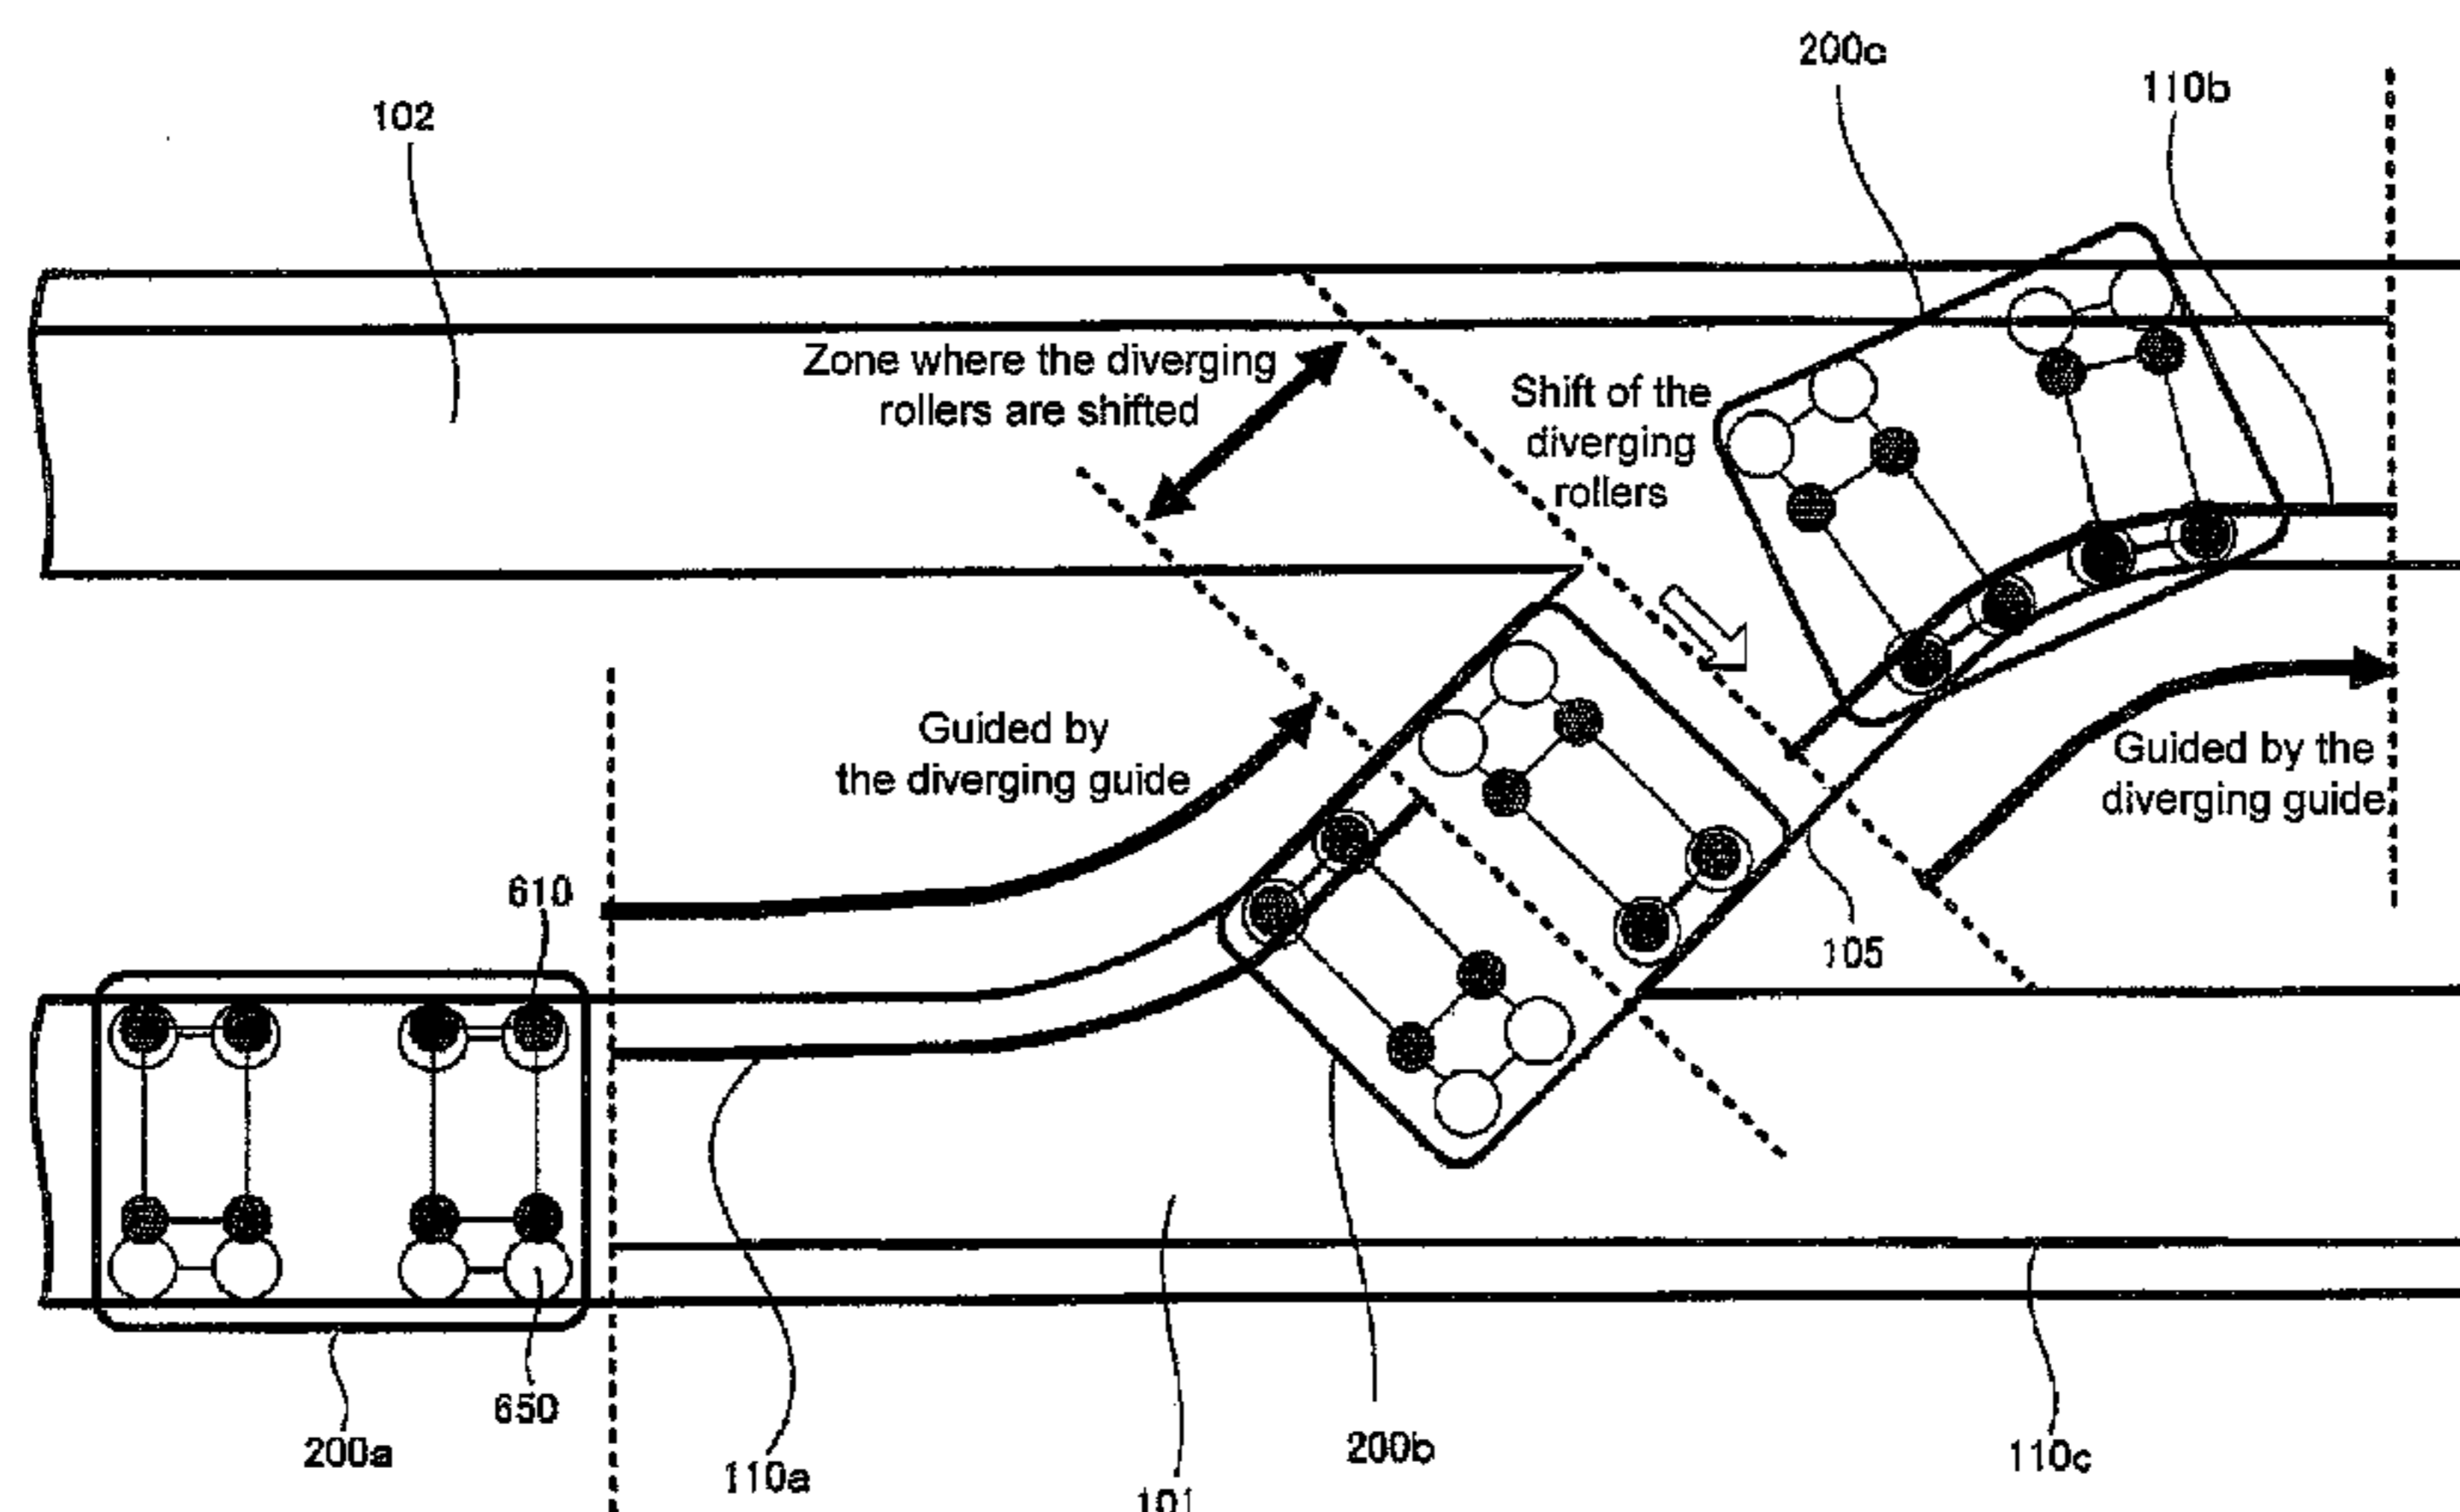 200c
110b
102
Zone where the diverging
rollers are shifted
Shift of the
diverging
rollers
Guided by
the diverging guide
Guided by the
diverging guide
610
105
650
200a
110a
200b
110c
101